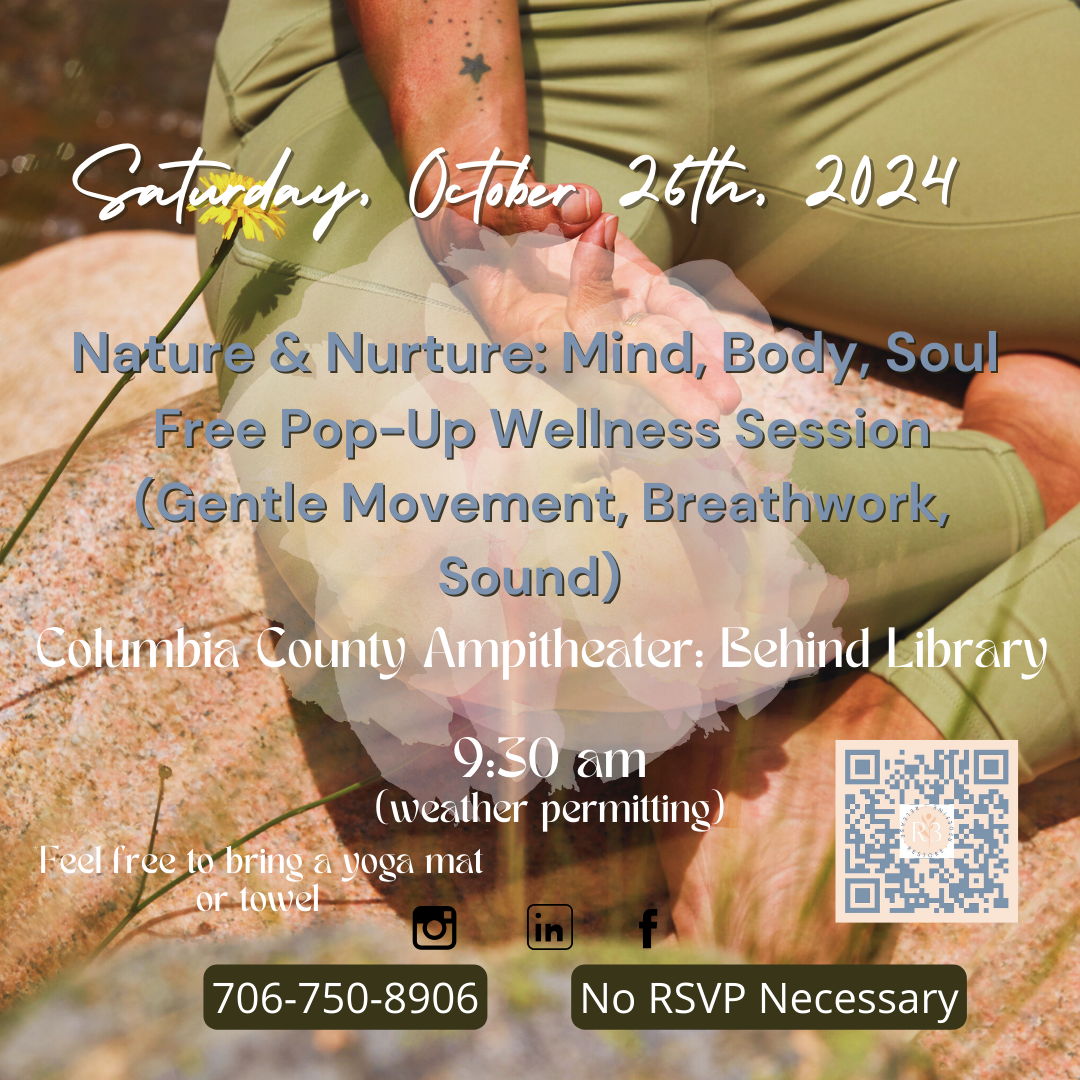 Saturday, October 26th, 2024
Nature & Nurture: Mind, Body, Soul
Free Pop-Up Wellness Session
(Gentle Movement, Breathwork,
Sound)
Columbia County Ampitheater: Behind Library
9:30 am
(weather permitting)
Feel free to bring a yoga mat
or towel
R3
in
706-750-8906
No RSVP Necessary